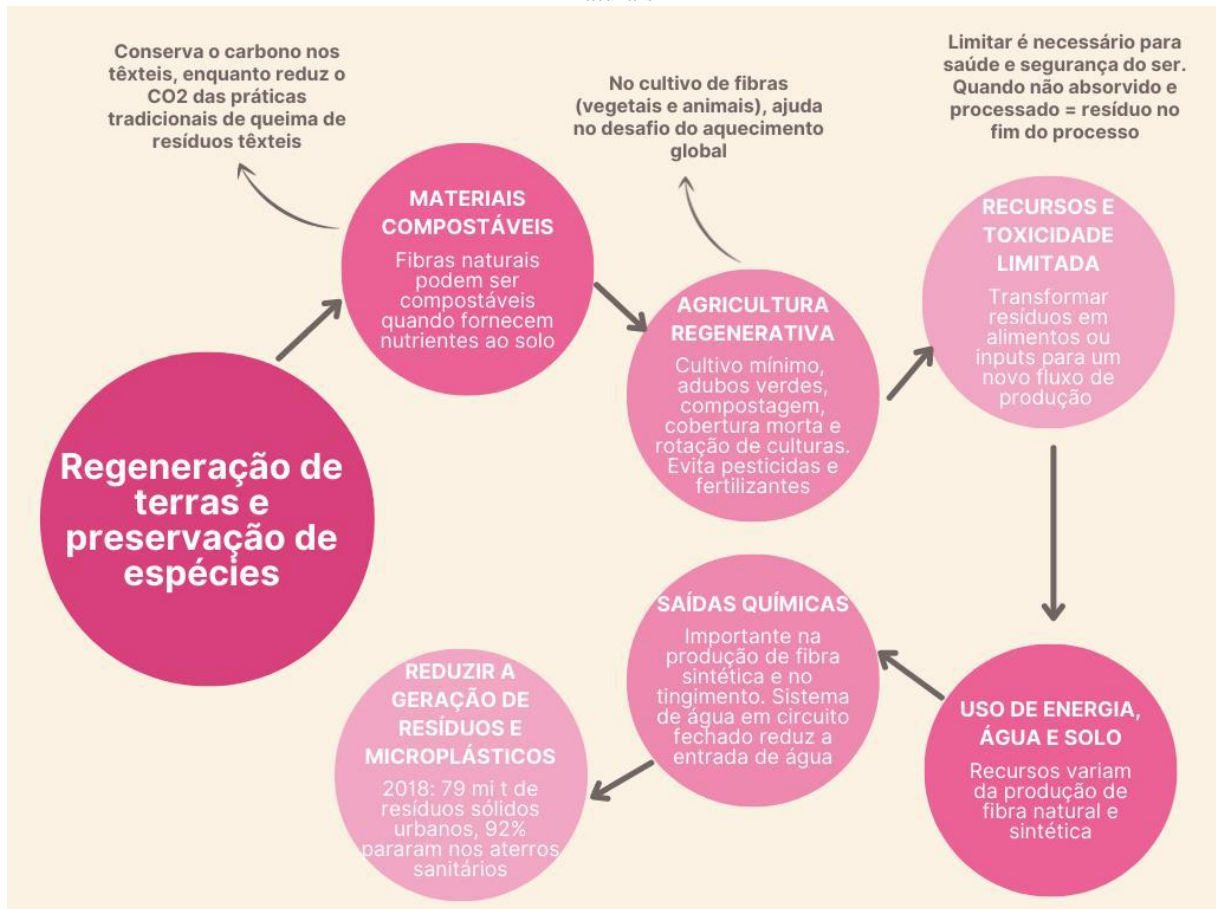 Conserva o carbono nos
têxteis, enquanto reduz o
CO2 das práticas
tradicionais de queima de
resíduos têxteis
No cultivo de fibras
(vegetais e animais), ajuda
no desafio do aquecimento
global
Limitar é necessário para
saúde e segurança do ser.
Quando não absorvido e
processado = resíduo no
fim do processo
Regeneração de
terras e
preservação de
espécies
MATERIAIS
COMPOSTÁVEIS
Fibras naturais
podem ser
compostáveis
quando fornecem
nutrientes ao solo
AGRICULTURA
REGENERATIVA
Cultivo mínimo,
adubos verdes,
compostagem,
cobertura morta e
rotação de culturas.
Evita pesticidas e
fertilizantes
RECURSOS E
TOXICIDADE
LIMITADA
Transformar
resíduos em
alimentos ou
inputs para um
novo fluxo de
produção
USO DE ENERGIA,
ÁGUA E SOLO
Recursos variam
da produção de
fibra natural e
sintética
SAÍDAS QUÍMICAS
Importante na
produção de fibra
sintética e no
tingimento. Sistema
de água em circuito
fechado reduz a
entrada de água
REDUZIR A
GERAÇÃO DE
RESÍDUOS E
MICROPLÁSTICOS
2018: 79 mi t de
resíduos sólidos
urbanos, 92%
pararam nos aterros
sanitários